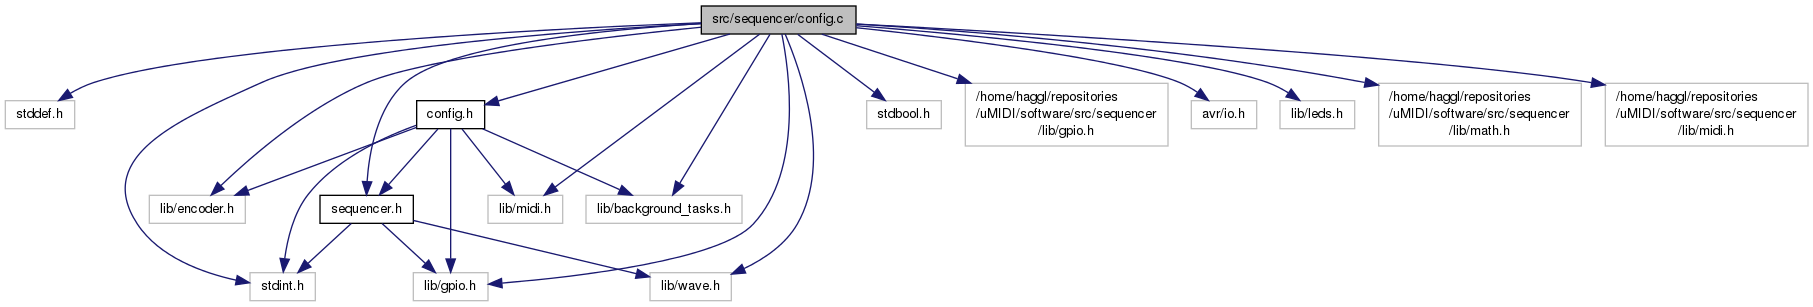 src/sequencer/config.c
stddef.h
config.h
stdbool.h
/home/haggl/repositories
/uMIDI/software/src/sequencer
/lib/gpio.h
avr/io.h
lib/leds.h
/home/haggl/repositories
/uMIDI/software/src/sequencer
/lib/math.h
/home/haggl/repositories
/uMIDI/software/src/sequencer
/lib/midi.h
lib/encoder.h
sequencer.h
lib/midi.h
lib/background_tasks.h
stdint.h
lib/gpio.h
lib/wave.h